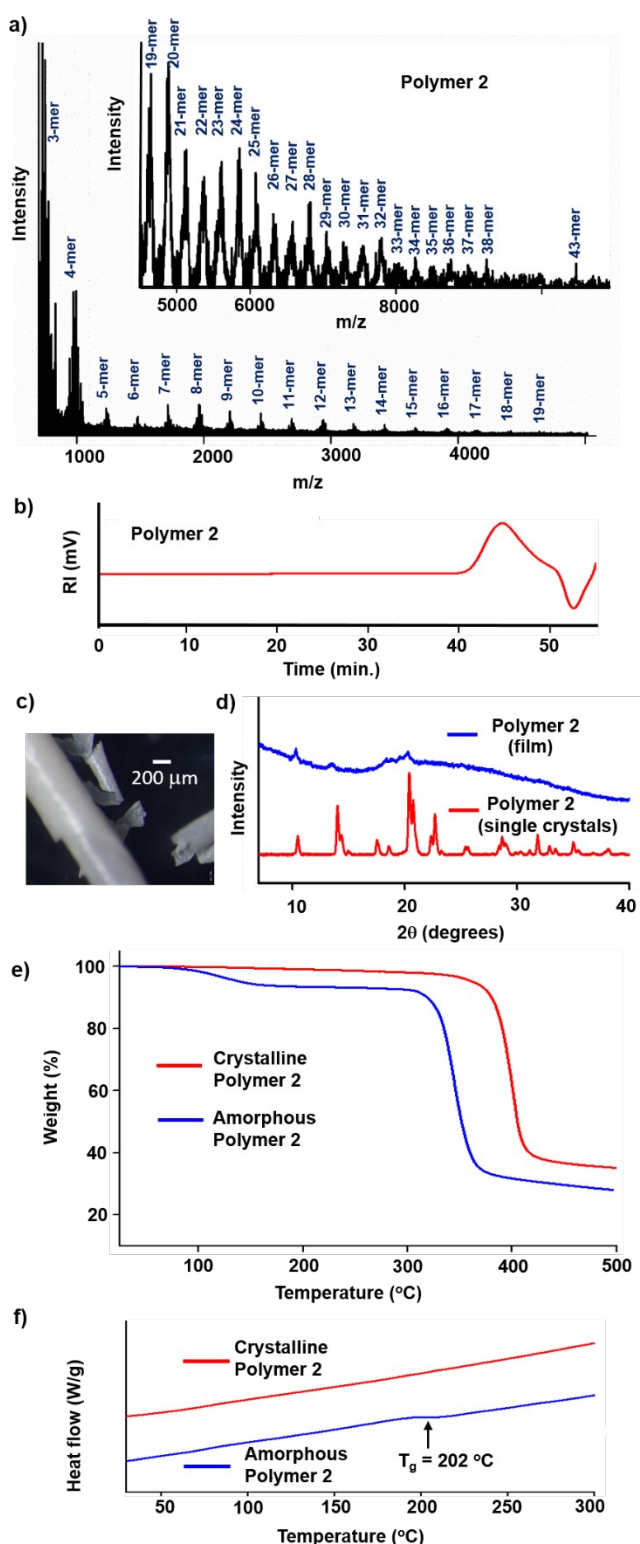 a)
19-mer
20-mer
Polymer 2
21-mer
22-mer
23-mer
24-mer
25-mer
26-mer
27-mer
28-mer
29-mer
30-mer
31-mer
32-mer
33-mer
34-mer
35-mer
36-mer
37-mer
38-mer
43-mer
Intensity
5000 6000 8000
m/z
3-mer
4-mer
5-mer
6-mer
7-mer
8-mer
9-mer
10-mer
11-mer
12-mer
13-mer
14-mer
15-mer
16-mer
17-mer
18-mer
19-mer
Intensity
1000 2000 3000 4000
m/z
b)
Polymer 2
RI (mV)
0 10 20 30 40 50
Time (min.)
c)
200 μm
d)
Polymer 2
(film)
Polymer 2
(single crystals)
Intensity
10 20 30 40
2θ (degrees)
e)
100
80
60
40
20
Weight (%)
Crystalline
Polymer 2
Amorphous
Polymer 2
100 200 300 400 500
Temperature (oC)
f)
Crystalline
Polymer 2
Amorphous
Polymer 2
Tg = 202 oC
Heat flow (W/g)
50 100 150 200 250 300
Temperature (oC)